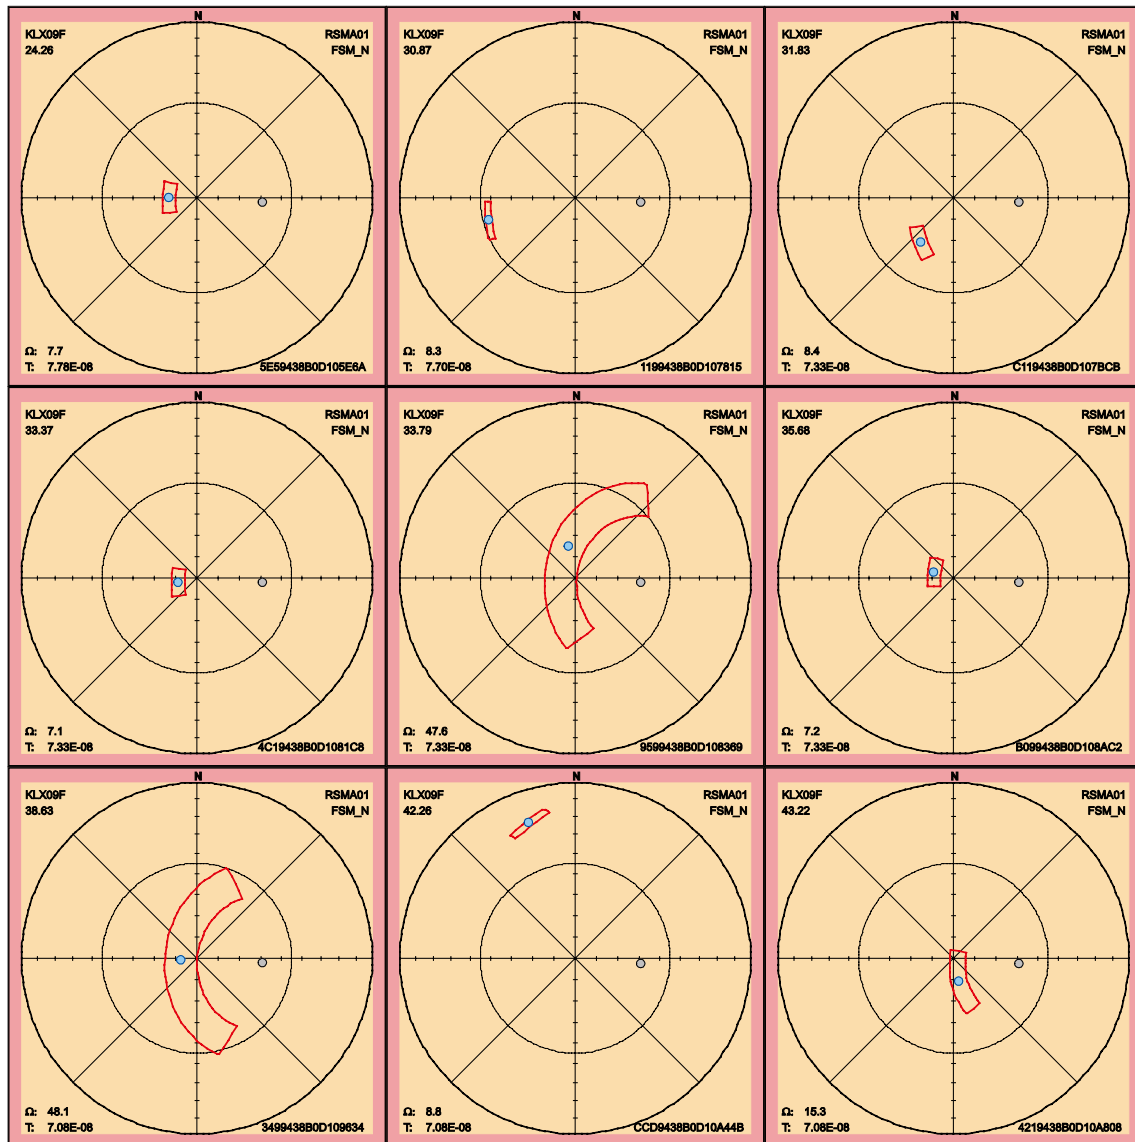 N
KLX09F RSMA01
24.26 FSM_N
Ω: 7.7
T: 7.78E-08 5E59438B0D105E6A
N
KLX09F RSMA01
30.87 FSM_N
Ω: 8.3
T: 7.70E-08 1199438B0D107815
N
KLX09F RSMA01
31.83 FSM_N
Ω: 8.4
T: 7.33E-08 C119438B0D107BCB
N
KLX09F RSMA01
33.37 FSM_N
Ω: 7.1
T: 7.33E-08 4C19438B0D1081C8
N
KLX09F RSMA01
33.79 FSM_N
Ω: 47.6
T: 7.33E-08 9599438B0D108369
N
KLX09F RSMA01
35.68 FSM_N
Ω: 7.2
T: 7.33E-08 B099438B0D108AC2
N
KLX09F RSMA01
38.63 FSM_N
Ω: 48.1
T: 7.08E-08 3499438B0D109634
N
KLX09F RSMA01
42.26 FSM_N
Ω: 8.8
T: 7.08E-08 CCD9438B0D10A44B
N
KLX09F RSMA01
43.22 FSM_N
Ω: 15.3
T: 7.08E-08 4219438B0D10A808